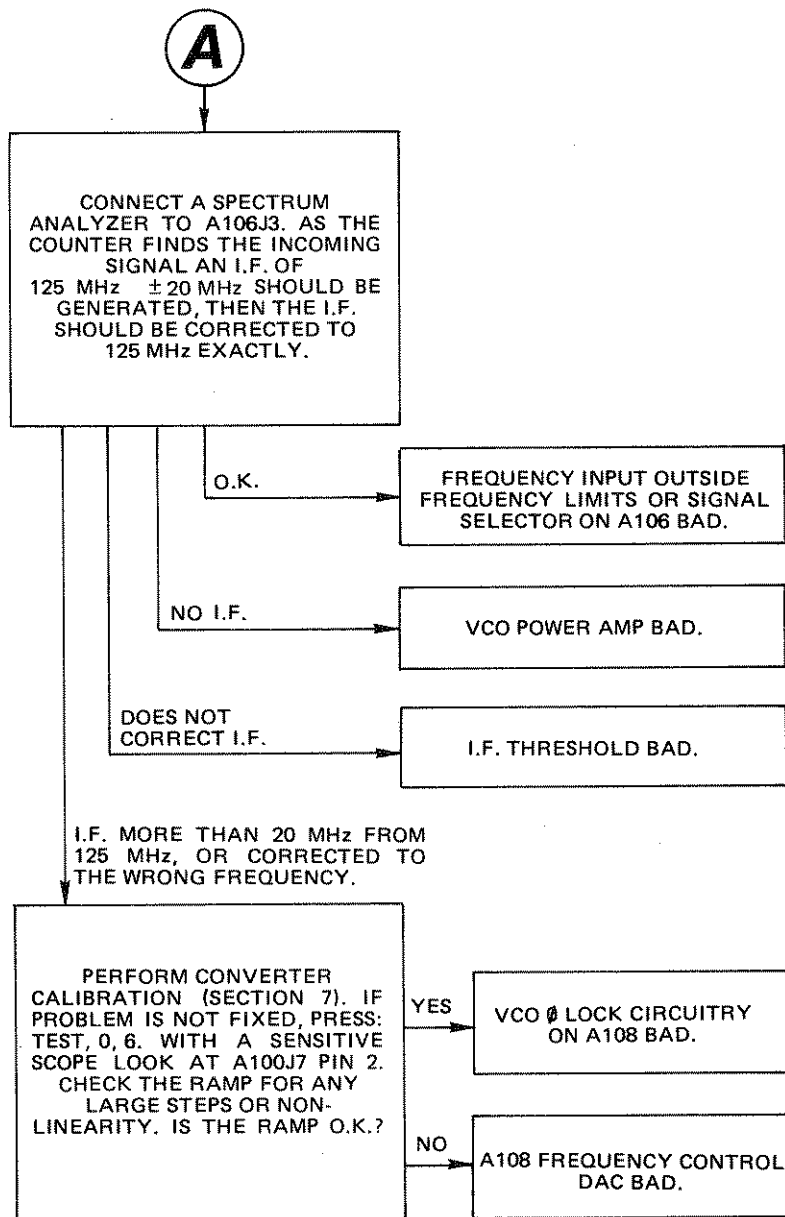 A
CONNECT A SPECTRUM
ANALYZER TO A106J3. AS THE
COUNTER FINDS THE INCOMING
SIGNAL AN I.F. OF
125 MHz ±20 MHz SHOULD BE
GENERATED, THEN THE I.F.
SHOULD BE CORRECTED TO
125 MHz EXACTLY.
O.K.
FREQUENCY INPUT OUTSIDE
FREQUENCY LIMITS OR SIGNAL
SELECTOR ON A106 BAD.
NO I.F.
VCO POWER AMP BAD.
DOES NOT
CORRECT I.F.
I.F. THRESHOLD BAD.
I.F. MORE THAN 20 MHz FROM
125 MHz, OR CORRECTED TO
THE WRONG FREQUENCY.
PERFORM CONVERTER
CALIBRATION (SECTION 7). IF
PROBLEM IS NOT FIXED, PRESS:
TEST, 0, 6. WITH A SENSITIVE
SCOPE LOOK AT A100J7 PIN 2.
CHECK THE RAMP FOR ANY
LARGE STEPS OR NON-
LINEARITY. IS THE RAMP O.K.?
YES
VCO Ø LOCK CIRCUITRY
ON A108 BAD.
NO
A108 FREQUENCY CONTROL
DAC BAD.